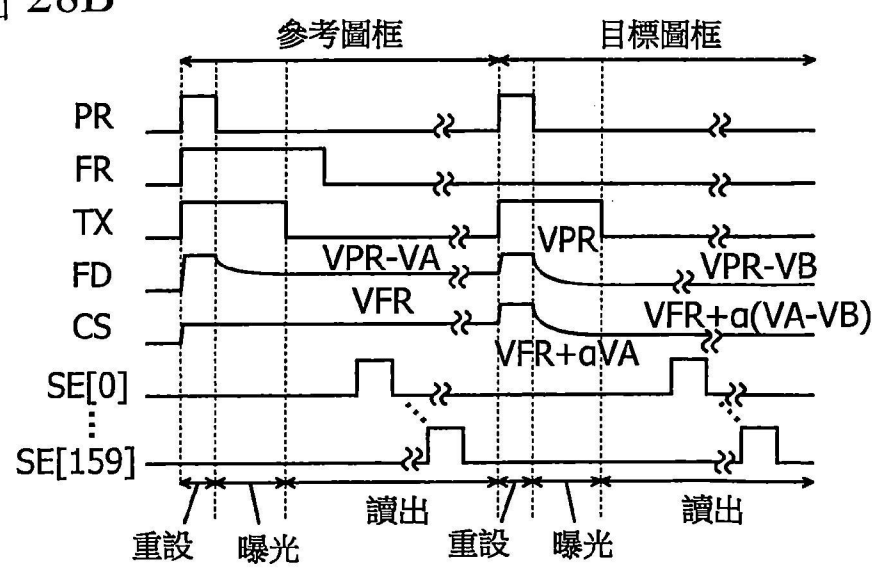 28B
參考圖框 目標圖框
PR
FR
TX
VPR
FD VPR-VA VPR-VB
CS VFR VFR+a(VA-VB)
VFR+aVA
SE[0]
SE[159]
讀出 讀出
重設 曝光 重設 曝光